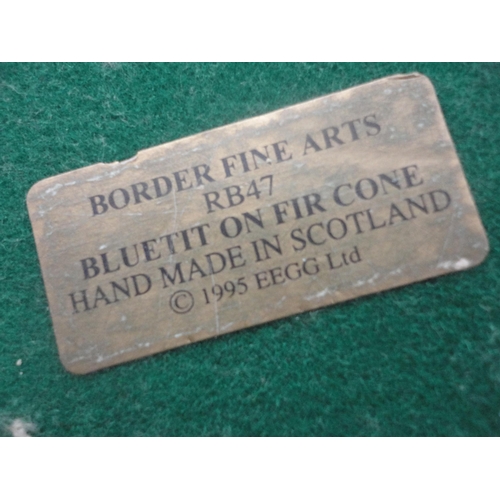 BORDER FINE ARTS
RB47
BLUETIT ON FIR CONE
HAND MADE IN SCOTLAND
© 1995 EEGG Ltd